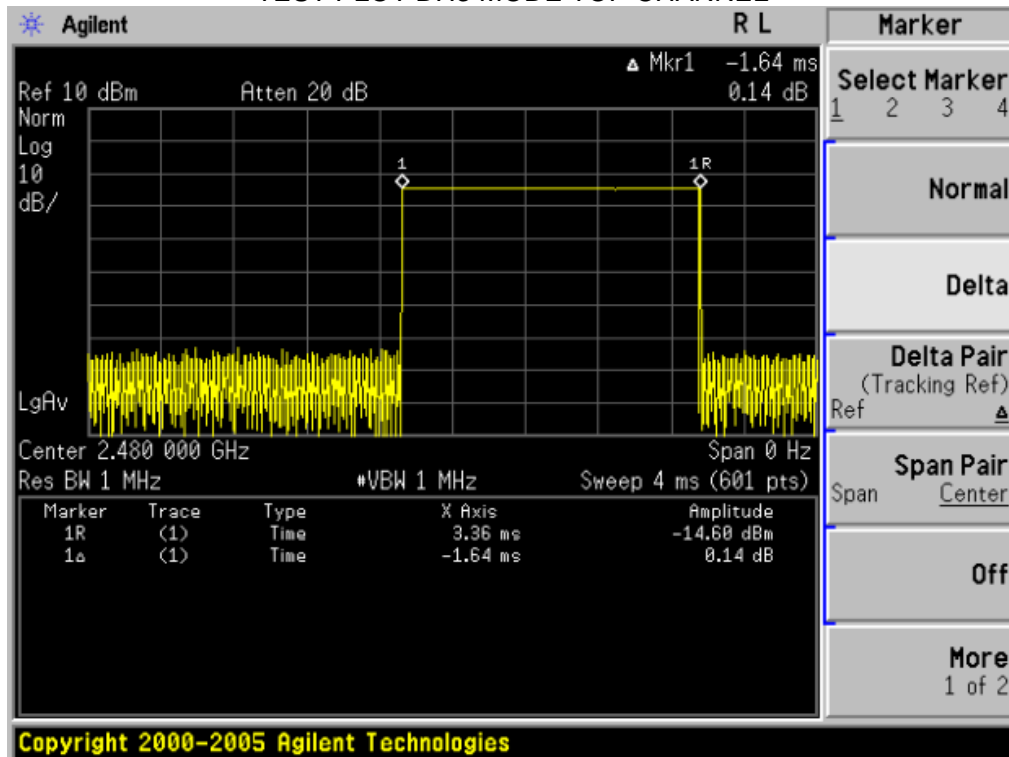 Agilent
R L
Marker
Mkr1 -1.64 ms
Ref 10 dBm Atten 20 dB 0.14 dB
Norm
Log
10
dB/
1
1R
LgAv
Center 2.480 000 GHz Span 0 Hz
Res BW 1 MHz #VBW 1 MHz Sweep 4 ms (601 pts)
Marker Trace Type X Axis Amplitude
1R (1) Time 3.36 ms -14.60 dBm
1Δ (1) Time -1.64 ms 0.14 dB
Select Marker
1 2 3 4
Normal
Delta
Delta Pair
(Tracking Ref)
Ref Δ
Span Pair
Span Center
Off
More
1 of 2
Copyright 2000-2005 Agilent Technologies